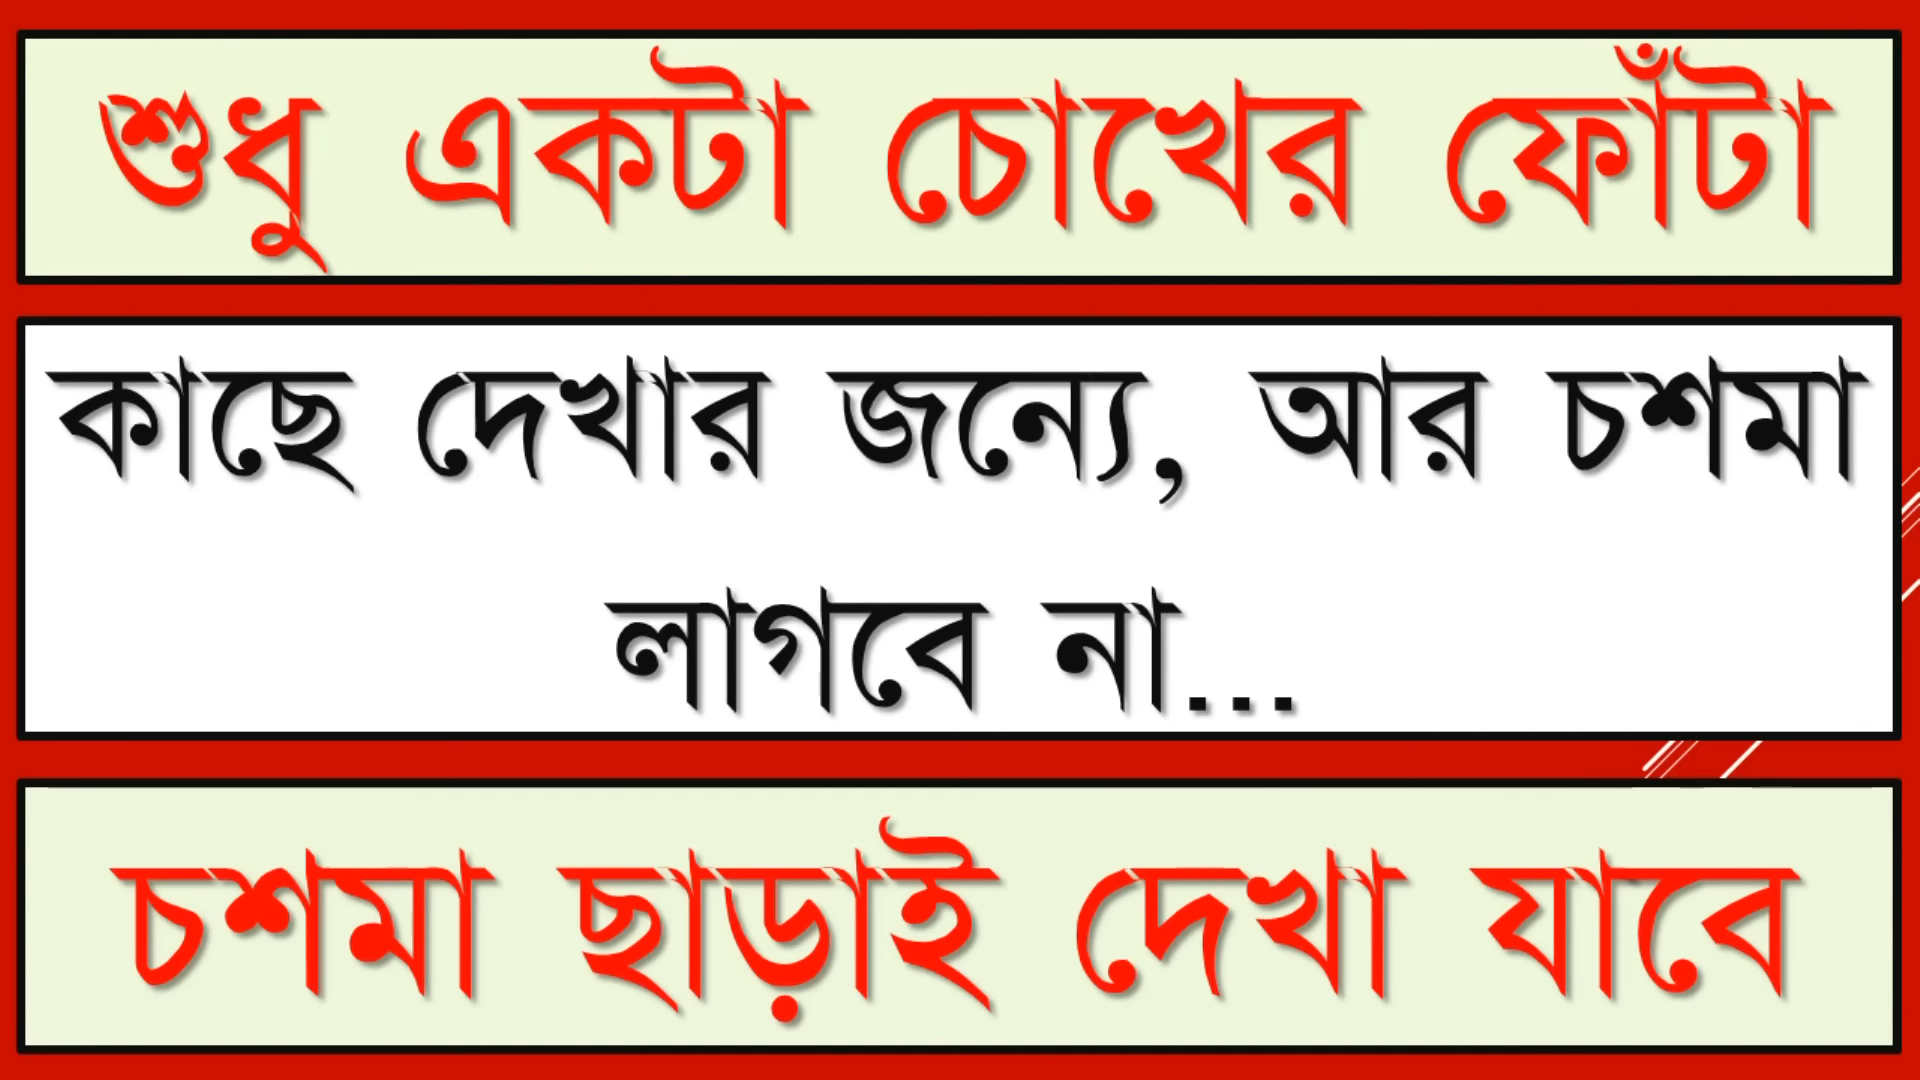 শুধু একটা চোখের ফোঁটা
কাছে দেখার জন্যে, আর চশমা
লাগবে না...
চশমা ছাড়াই দেখা যাবে